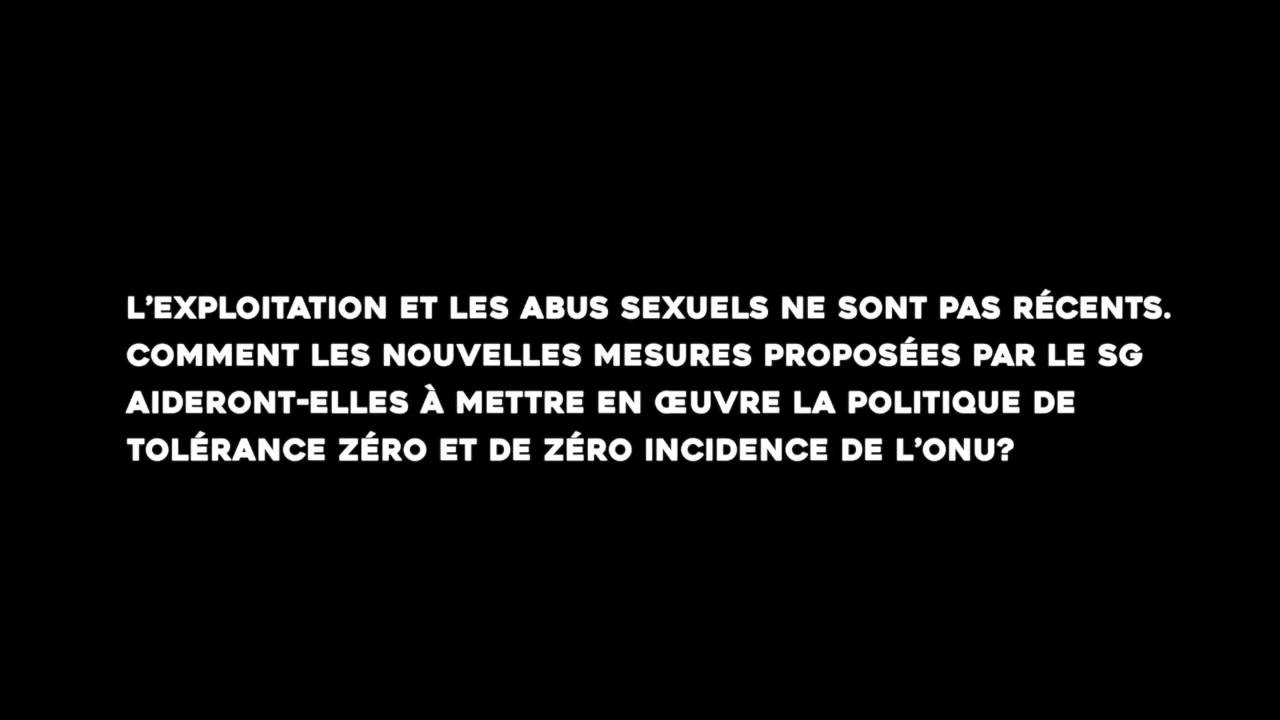 L’EXPLOITATION ET LES ABUS SEXUELS NE SONT PAS RÉCENTS.
COMMENT LES NOUVELLES MESURES PROPOSÉES PAR LE SG
AIDERONT-ELLES À METTRE EN ŒUVRE LA POLITIQUE DE
TOLÉRANCE ZÉRO ET DE ZÉRO INCIDENCE DE L’ONU?